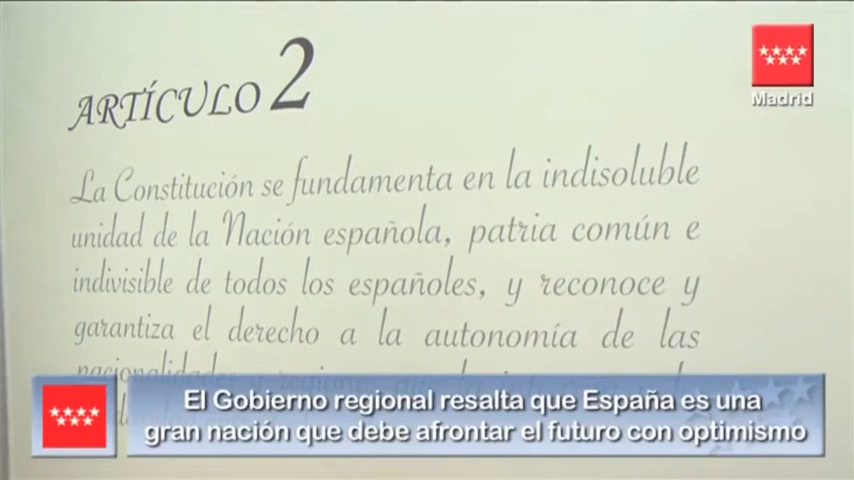 ARTÍCULO 2
Madrid
La Constitución se fundamenta en la indisoluble
unidad de la Nación española, patria común e
indivisible de todos los españoles, y reconoce y
garantiza el derecho a la autonomía de las
nacionalidades y regiones
El Gobierno regional resalta que España es una
gran nación que debe afrontar el futuro con optimismo